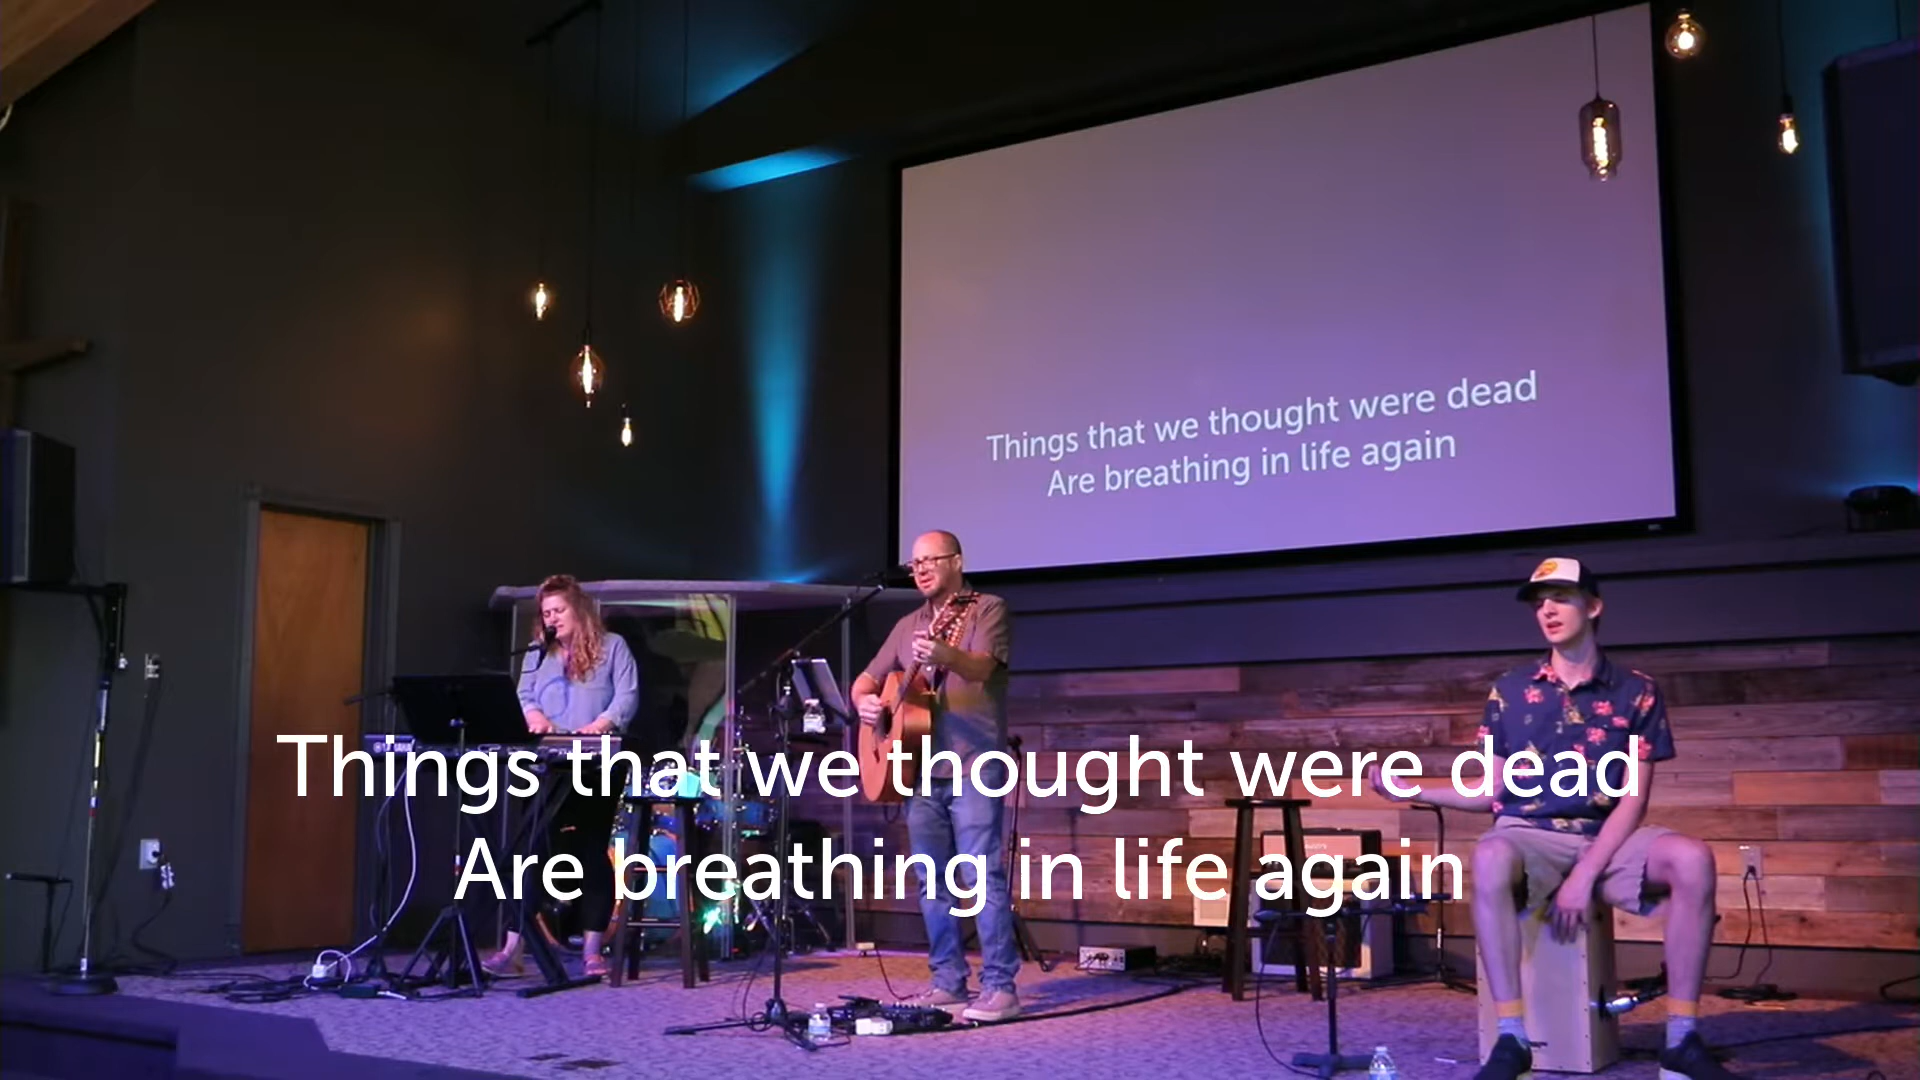 Things that we thought were dead
Are breathing in life again
YAMAHA
Things that we thought were dead
Are breathing in life again